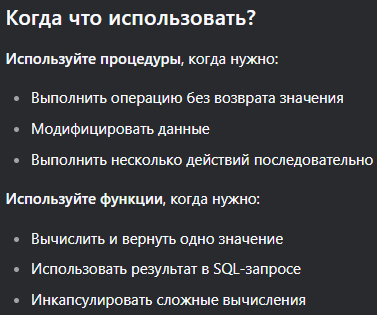 Когда что использовать?
Используйте процедуры, когда нужно:
• Выполнить операцию без возврата значения
• Модифицировать данные
• Выполнить несколько действий последовательно
Используйте функции, когда нужно:
• Вычислить и вернуть одно значение
• Использовать результат в SQL-запросе
• Инкапсулировать сложные вычисления